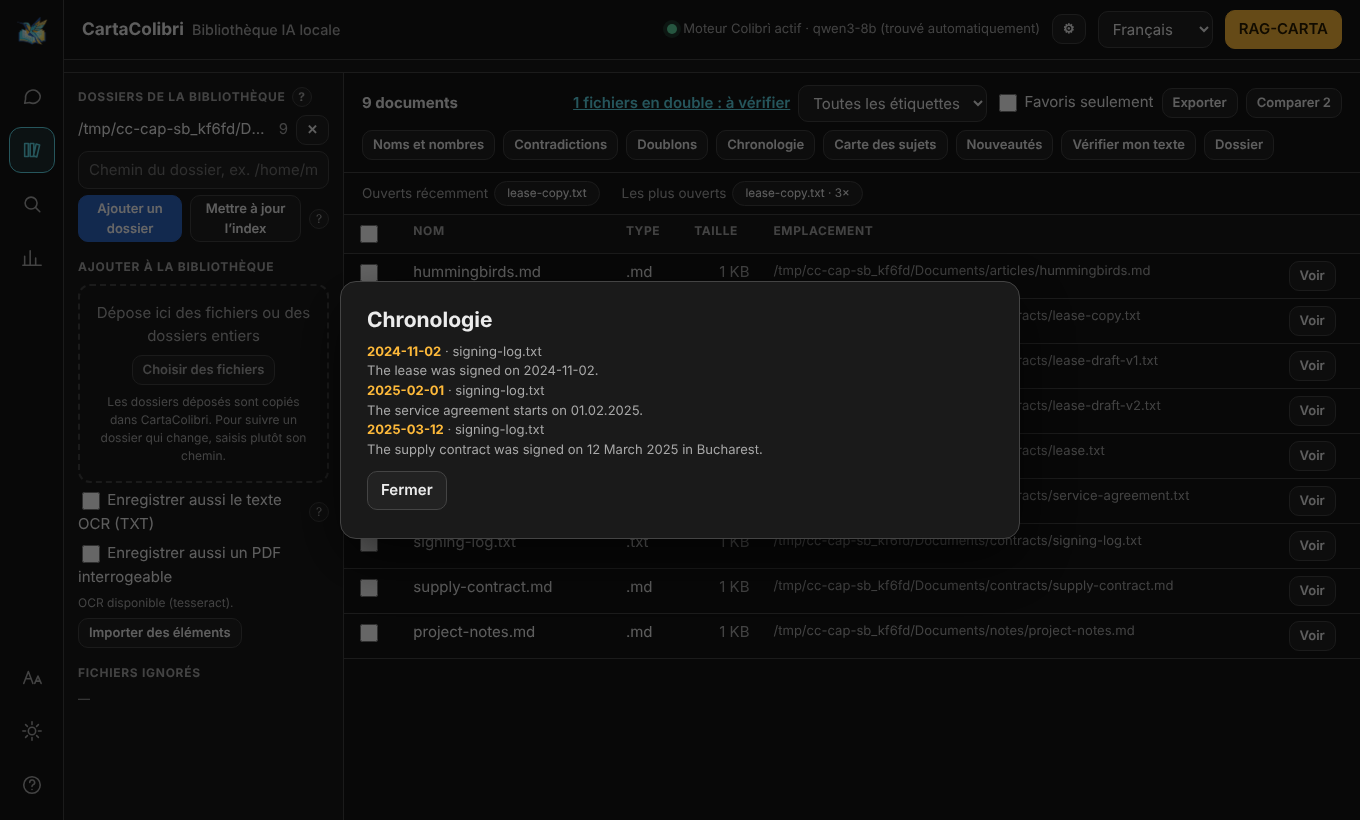 CartaColibri Bibliothèque IA locale
Moteur Colibri actif · qwen3-8b (trouvé automatiquement)
Français
RAG-CARTA
DOSSIERS DE LA BIBLIOTHÈQUE ?
/tmp/cc-cap-sb_kf6fd/D... 9 ×
Chemin du dossier, ex. /home/m
Ajouter un dossier
Mettre à jour l'index
?
AJOUTER À LA BIBLIOTHÈQUE
Dépose ici des fichiers ou des
dossiers entiers
Choisir des fichiers
Les dossiers déposés sont copiés
dans CartaColibri. Pour suivre un
dossier qui change, saisis plutôt son
chemin.
Enregistrer aussi le texte
OCR (TXT)
?
Enregistrer aussi un PDF
interrogeable
OCR disponible (tesseract).
Importer des éléments
FICHIERS IGNORÉS
—
9 documents
1 fichiers en double : à vérifier
Toutes les étiquettes
Favoris seulement
Exporter
Comparer 2
Noms et nombres
Contradictions
Doublons
Chronologie
Carte des sujets
Nouveautés
Vérifier mon texte
Dossier
Ouverts récemment lease-copy.txt Les plus ouverts lease-copy.txt · 3×
NOM TYPE TAILLE EMPLACEMENT
hummingbirds.md .md 1 KB /tmp/cc-cap-sb_kf6fd/Documents/articles/hummingbirds.md Voir
racts/lease-copy.txt Voir
racts/lease-draft-v1.txt Voir
racts/lease-draft-v2.txt Voir
racts/lease.txt Voir
racts/service-agreement.txt Voir
signing-log.txt .txt 1 KB /tmp/cc-cap-sb_kf6fd/Documents/contracts/signing-log.txt Voir
supply-contract.md .md 1 KB /tmp/cc-cap-sb_kf6fd/Documents/contracts/supply-contract.md Voir
project-notes.md .md 1 KB /tmp/cc-cap-sb_kf6fd/Documents/notes/project-notes.md Voir
Chronologie
2024-11-02 · signing-log.txt
The lease was signed on 2024-11-02.
2025-02-01 · signing-log.txt
The service agreement starts on 01.02.2025.
2025-03-12 · signing-log.txt
The supply contract was signed on 12 March 2025 in Bucharest.
Fermer
AA
?